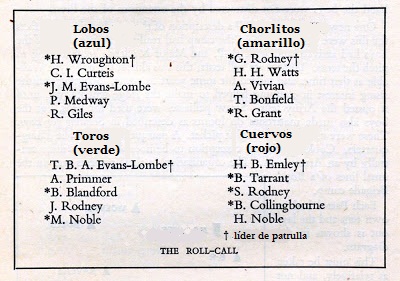 Lobos
(azul)
*H. Wroughton†
C. I. Curteis
*J. M. Evans-Lombe
P. Medway
R. Giles
Chorlitos
(amarillo)
*G. Rodney†
H. H. Watts
A. Vivian
T. Bonfield
*R. Grant
Toros
(verde)
T. B. A. Evans-Lombe†
A. Primmer
*B. Blandford
J. Rodney
*M. Noble
Cuervos
(rojo)
H. B. Emley†
*B. Tarrant
*S. Rodney
*B. Collingbourne
H. Noble
† líder de patrulla
THE ROLL-CALL